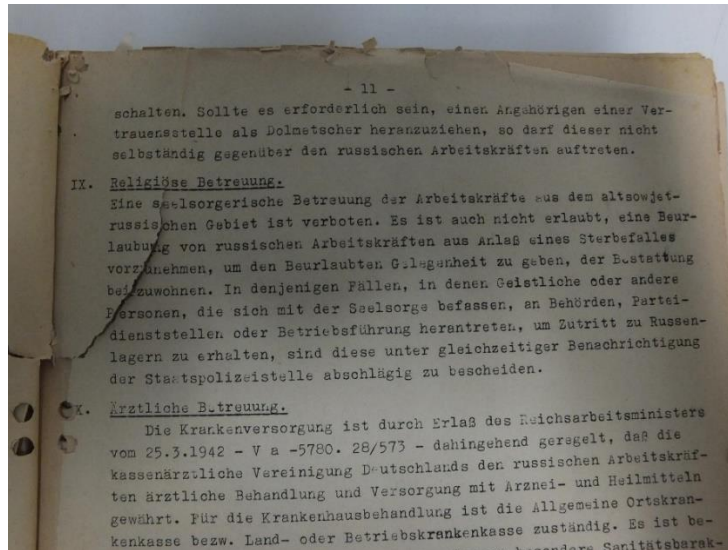 - 11 -
schalten. Sollte es erforderlich sein, einen Angehörigen einer Ver-
trauensstelle als Dolmetscher heranzuziehen, so darf dieser nicht
selbständig gegenüber den russischen Arbeitskräften auftreten.
IX. Religiöse Betreuung.
Eine seelsorgerische Betreuung der Arbeitskräfte aus dem altsowjet-
russischen Gebiet ist verboten. Es ist auch nicht erlaubt, eine Beur-
laubung von russischen Arbeitskräften aus Anlaß eines Sterbefalles
vorzunehmen, um den Beurlaubten Gelegenheit zu geben, der Bestattung
beizuwohnen. In denjenigen Fällen, in denen Geistliche oder andere
Personen, die sich mit der Seelsorge befassen, an Behörden, Partei-
dienststellen oder Betriebsführung herantreten, um Zutritt zu Russen-
lagern zu erhalten, sind diese unter gleichzeitiger Benachrichtigung
der Staatspolizeistelle abschlägig zu bescheiden.
X. Ärztliche Betreuung.
Die Krankenversorgung ist durch Erlaß des Reichsarbeitsministers
vom 25.3.1942 - V a -5780. 28/573 - dahingehend geregelt, daß die
kassenärztliche Vereinigung Deutschlands den russischen Arbeitskräf-
ten ärztliche Behandlung und Versorgung mit Arznei- und Heilmitteln
gewährt. Für die Krankenhausbehandlung ist die Allgemeine Ortskran-
kenkasse bezw. Land- oder Betriebskrankenkasse zuständig. Es ist be-
besondere Sanitätsbarak-